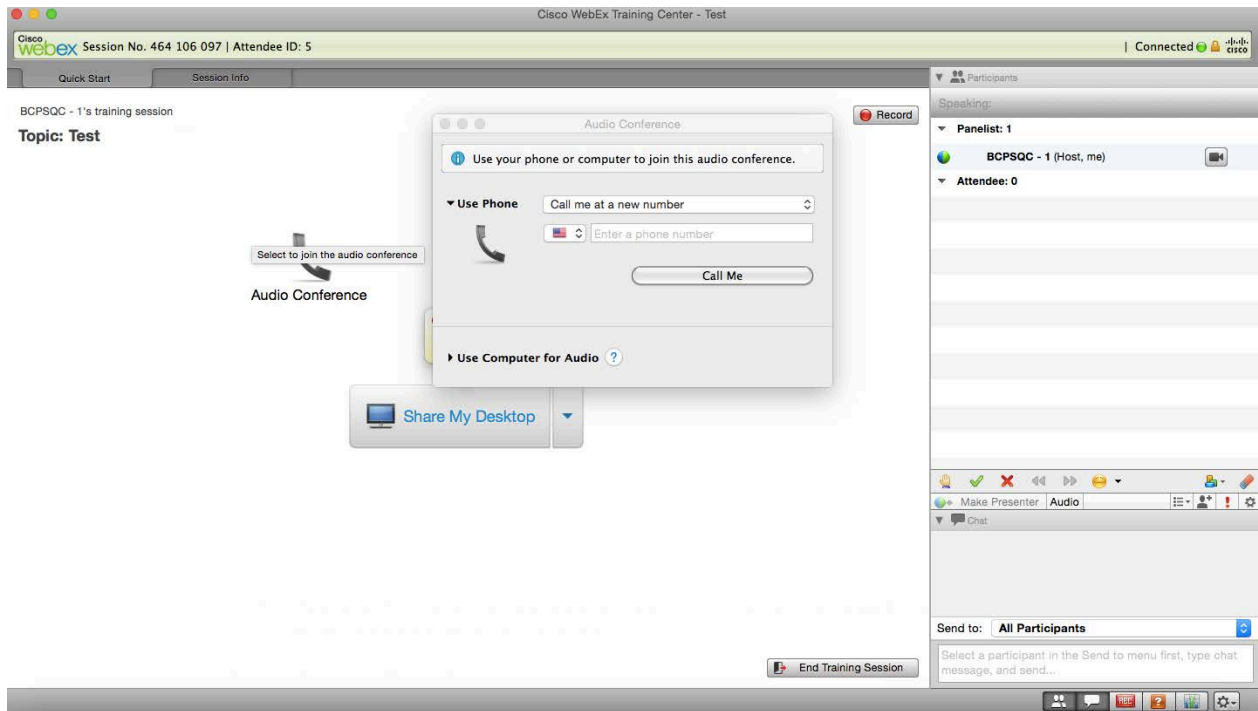 Cisco WebEx Training Center - Test
Cisco webex Session No. 464 106 097 | Attendee ID: 5
| Connected
cisco
Quick Start
Session Info
BCPSQC - 1's training session
Topic: Test
Record
Select to join the audio conference
Audio Conference
Audio Conference
Use your phone or computer to join this audio conference.
Use Phone
Call me at a new number
Enter a phone number
Call Me
Use Computer for Audio ?
Share My Desktop
End Training Session
Participants
Speaking:
Panelist: 1
BCPSQC - 1 (Host, me)
Attendee: 0
Make Presenter Audio
Chat
Send to: All Participants
Select a participant in the Send to menu first, type chat
message, and send...
REC